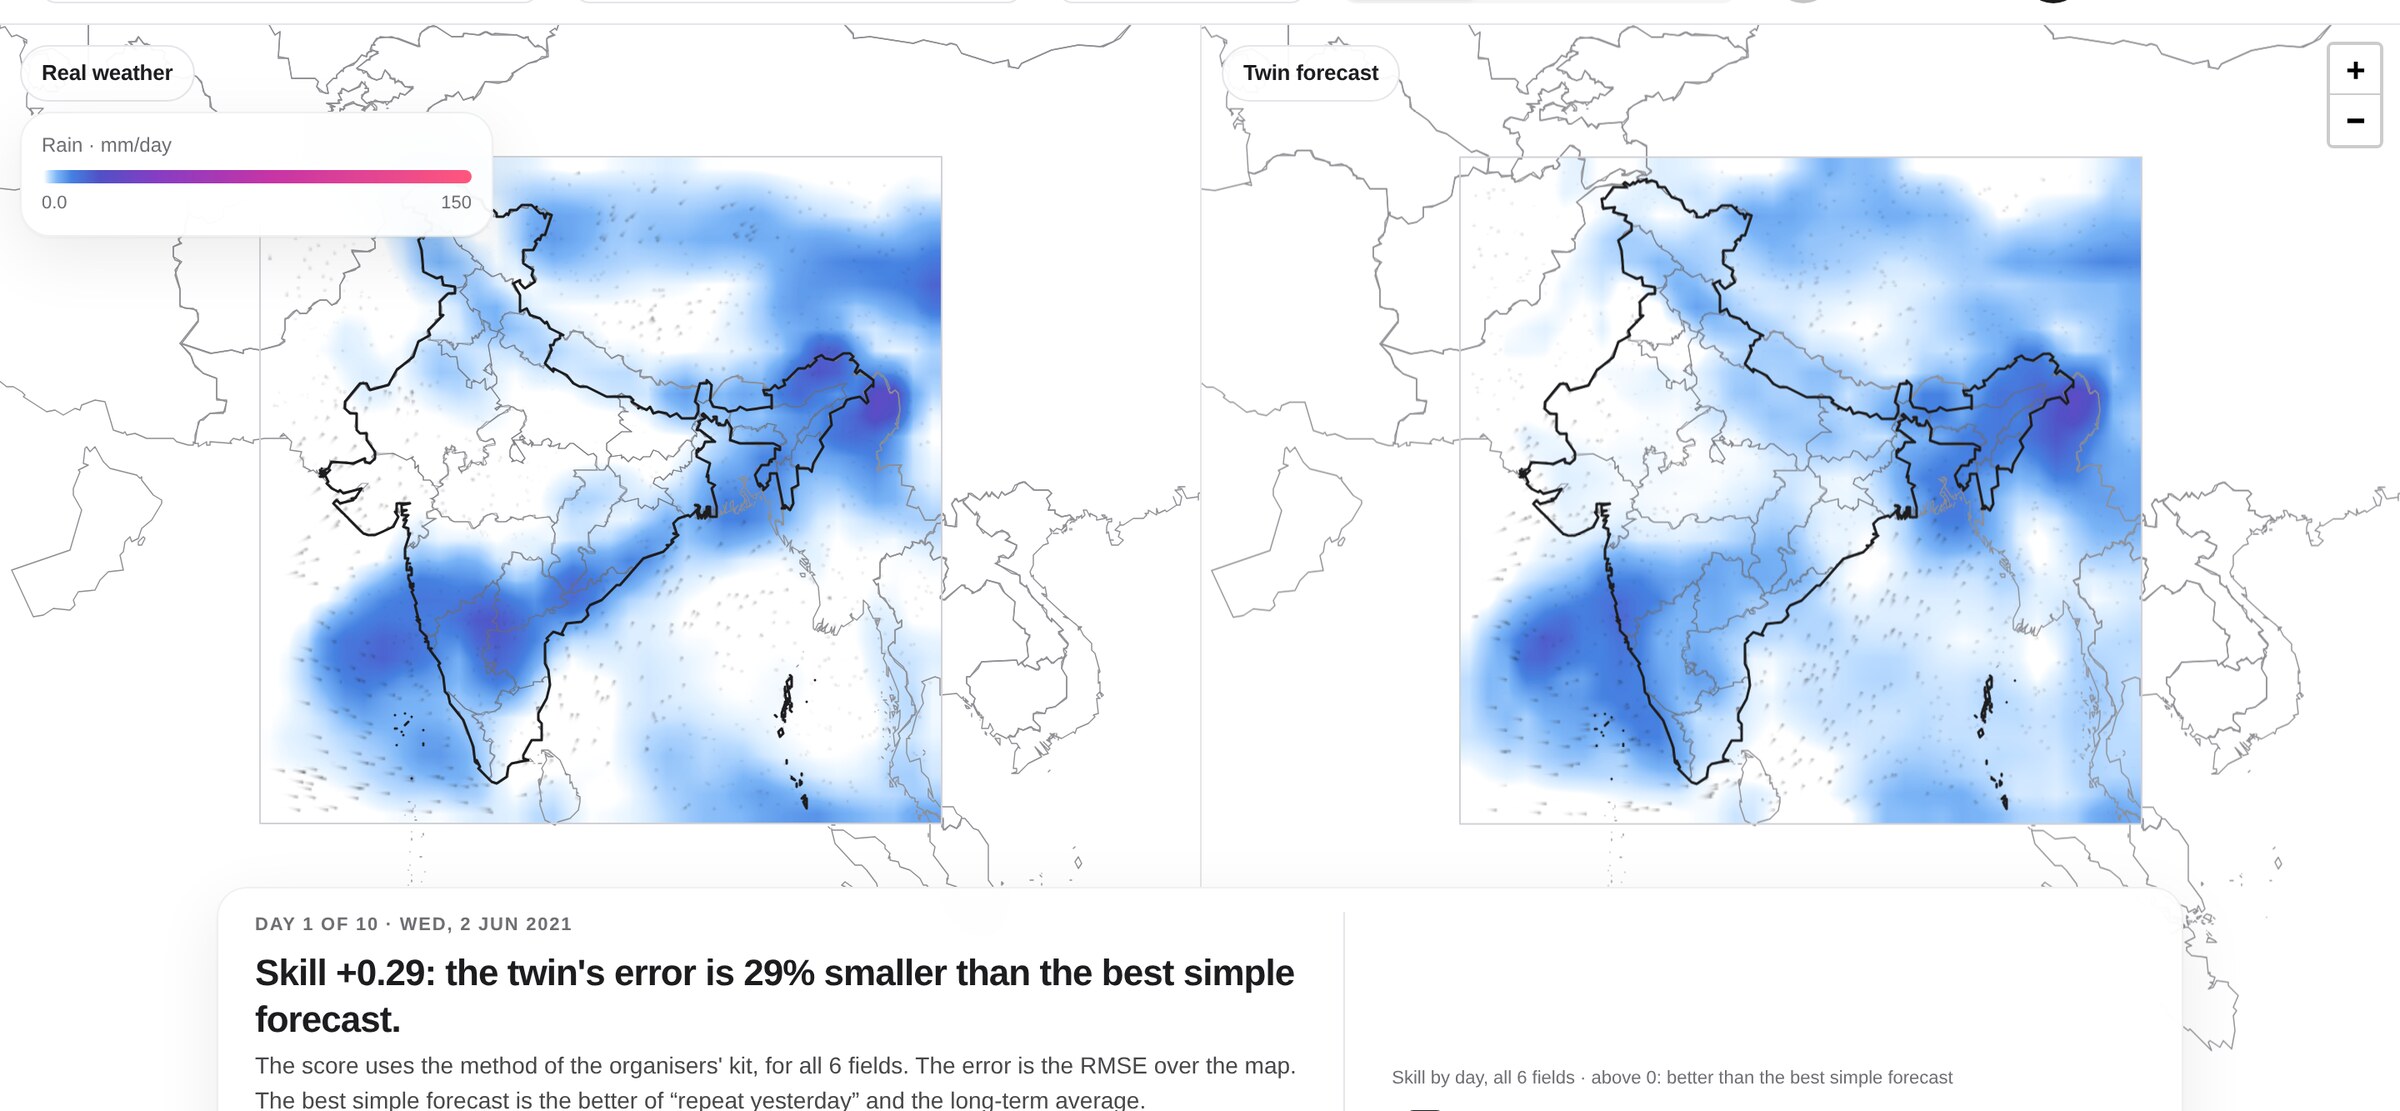 Real weather
Twin forecast
+
−
Rain · mm/day
0.0 150
DAY 1 OF 10 · WED, 2 JUN 2021
Skill +0.29: the twin's error is 29% smaller than the best simple
forecast.
The score uses the method of the organisers' kit, for all 6 fields. The error is the RMSE over the map.
The best simple forecast is the better of “repeat yesterday” and the long-term average.
Skill by day, all 6 fields · above 0: better than the best simple forecast